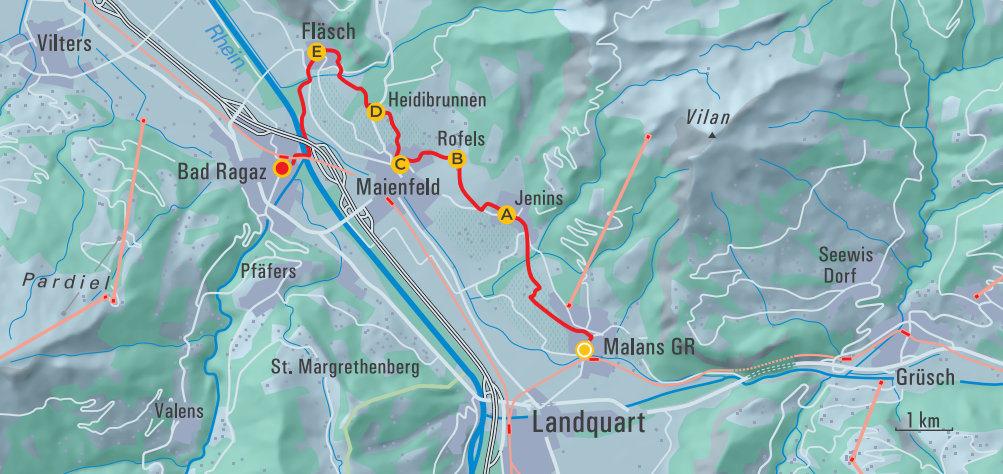 Fläsch
E
Vilters
Rhein
D
Heidibrunnen
Vilan
Rofels
B
C
Bad Ragaz
Maienfeld
Jenins
A
Seewis
Dorf
Pfäfers
Pardiel
Malans GR
St. Margrethenberg
Grüsch
Valens
Landquart
1 km